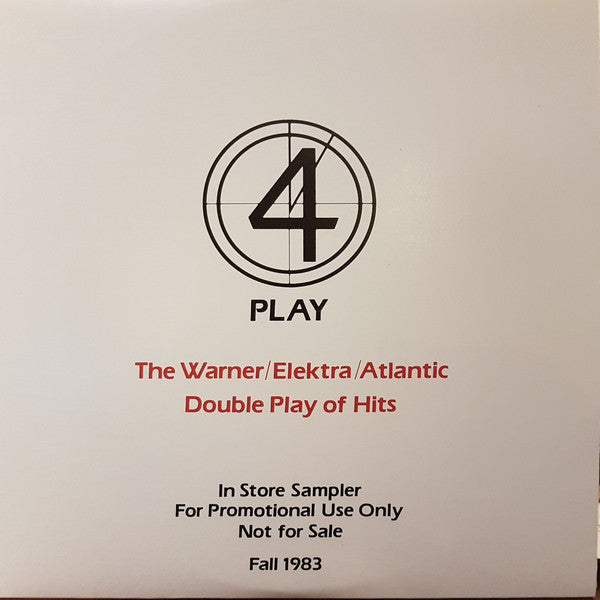 4
PLAY
The Warner/Elektra/Atlantic
Double Play of Hits
In Store Sampler
For Promotional Use Only
Not for Sale
Fall 1983